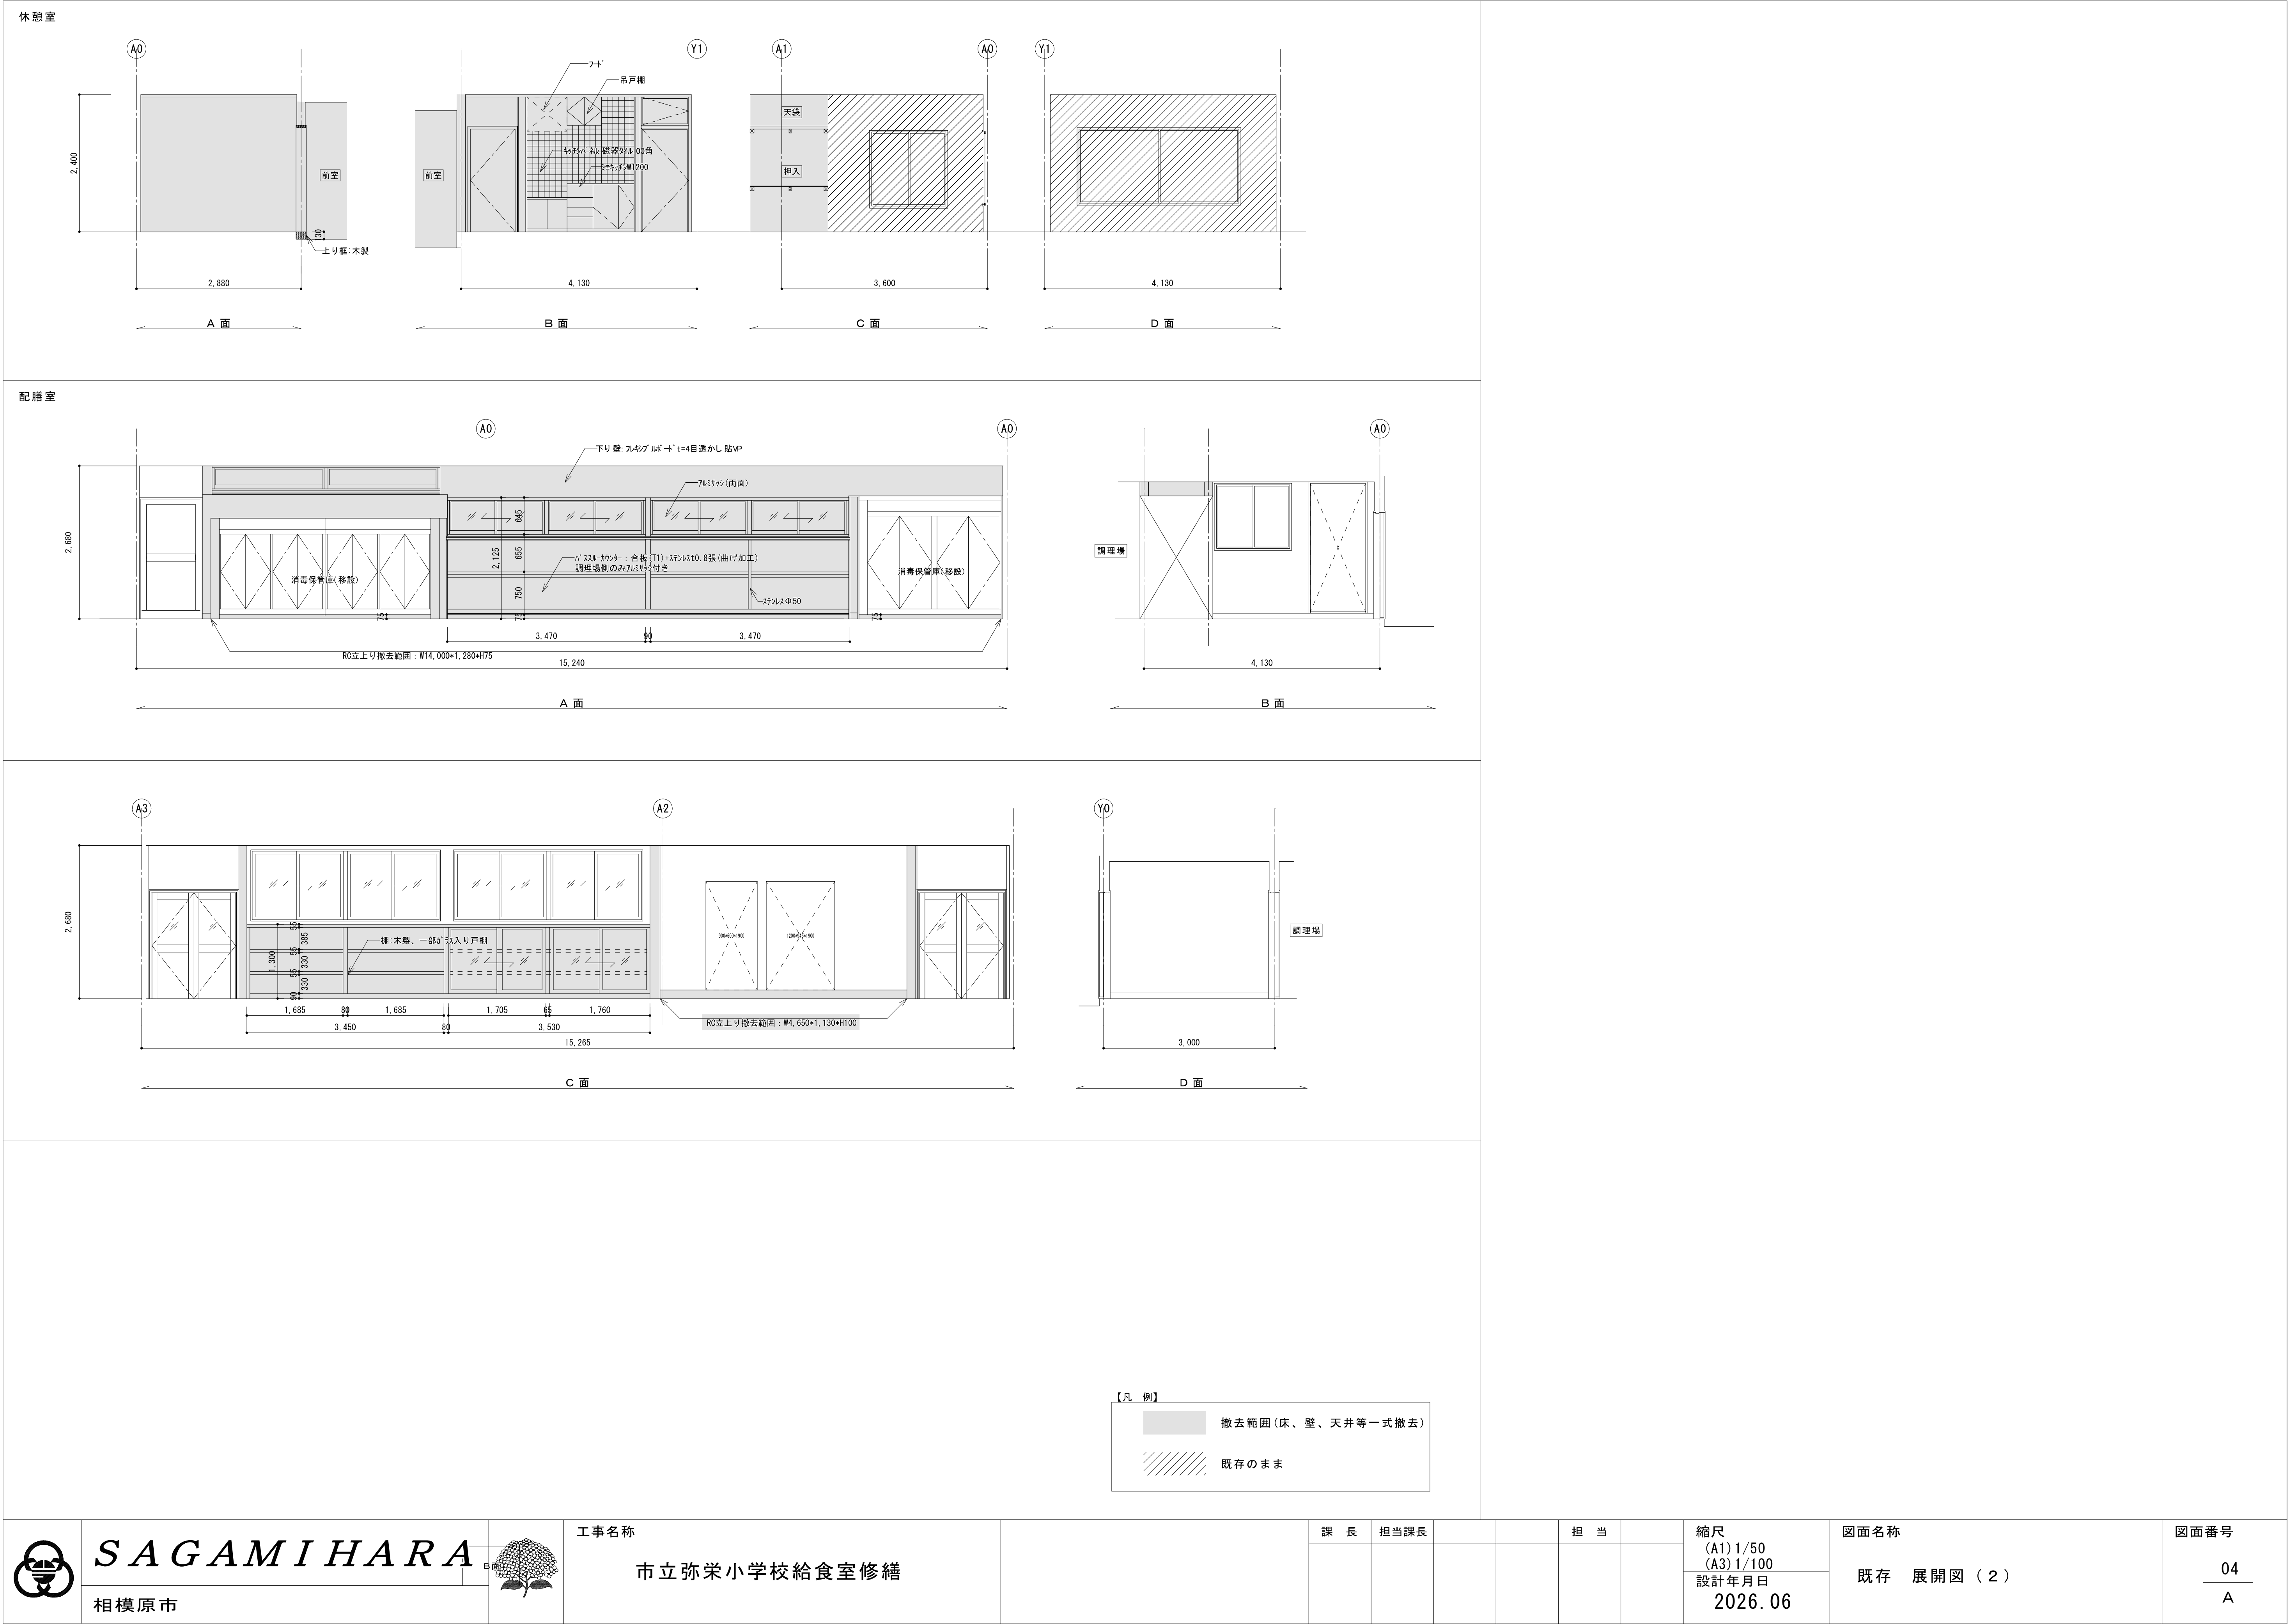 休憩室
A0
Y1
A1
A0
Y1
フード
吊戸棚
天袋
キッチンパネル 磁器タイル100角
ミニキッチンW1200
押入
前室
前室
2,400
130
上り框:木製
2,880
4,130
3,600
4,130
A 面
B 面
C 面
D 面
配膳室
A0
A0
A0
下り壁:フレキシブルボードt=4目透かし貼VP
アルミサッシ(両面)
2,680
645
655
2,125
750
75
パススルーカウンター : 合板(T1)+ステンレスt0.8張(曲げ加工)
調理場側のみアルミサッシ付き
消毒保管庫(移設)
消毒保管庫(移設)
ステンレスΦ50
調理場
75
75
3,470
90
3,470
RC立上り撤去範囲:W14,000*1,280*H75
15,240
4,130
A 面
B 面
A3
A2
Y0
2,680
1,300
55
385
55
330
55
330
90
棚:木製、一部ガラス入り戸棚
900*600*1900
調理場
1,685
80
1,685
1,705
65
1,760
3,450
80
3,530
RC立上り撤去範囲:W4,650*1,130*H100
15,265
3,000
C 面
D 面
【凡 例】
撤去範囲(床、壁、天井等一式撤去)
既存のまま
SAGAMIHARA
相模原市
B面
工事名称
市立弥栄小学校給食室修繕
課 長
担当課長
担 当
縮尺
(A1)1/50
(A3)1/100
設計年月日
2026.06
図面名称
既存 展開図(2)
図面番号
04
A